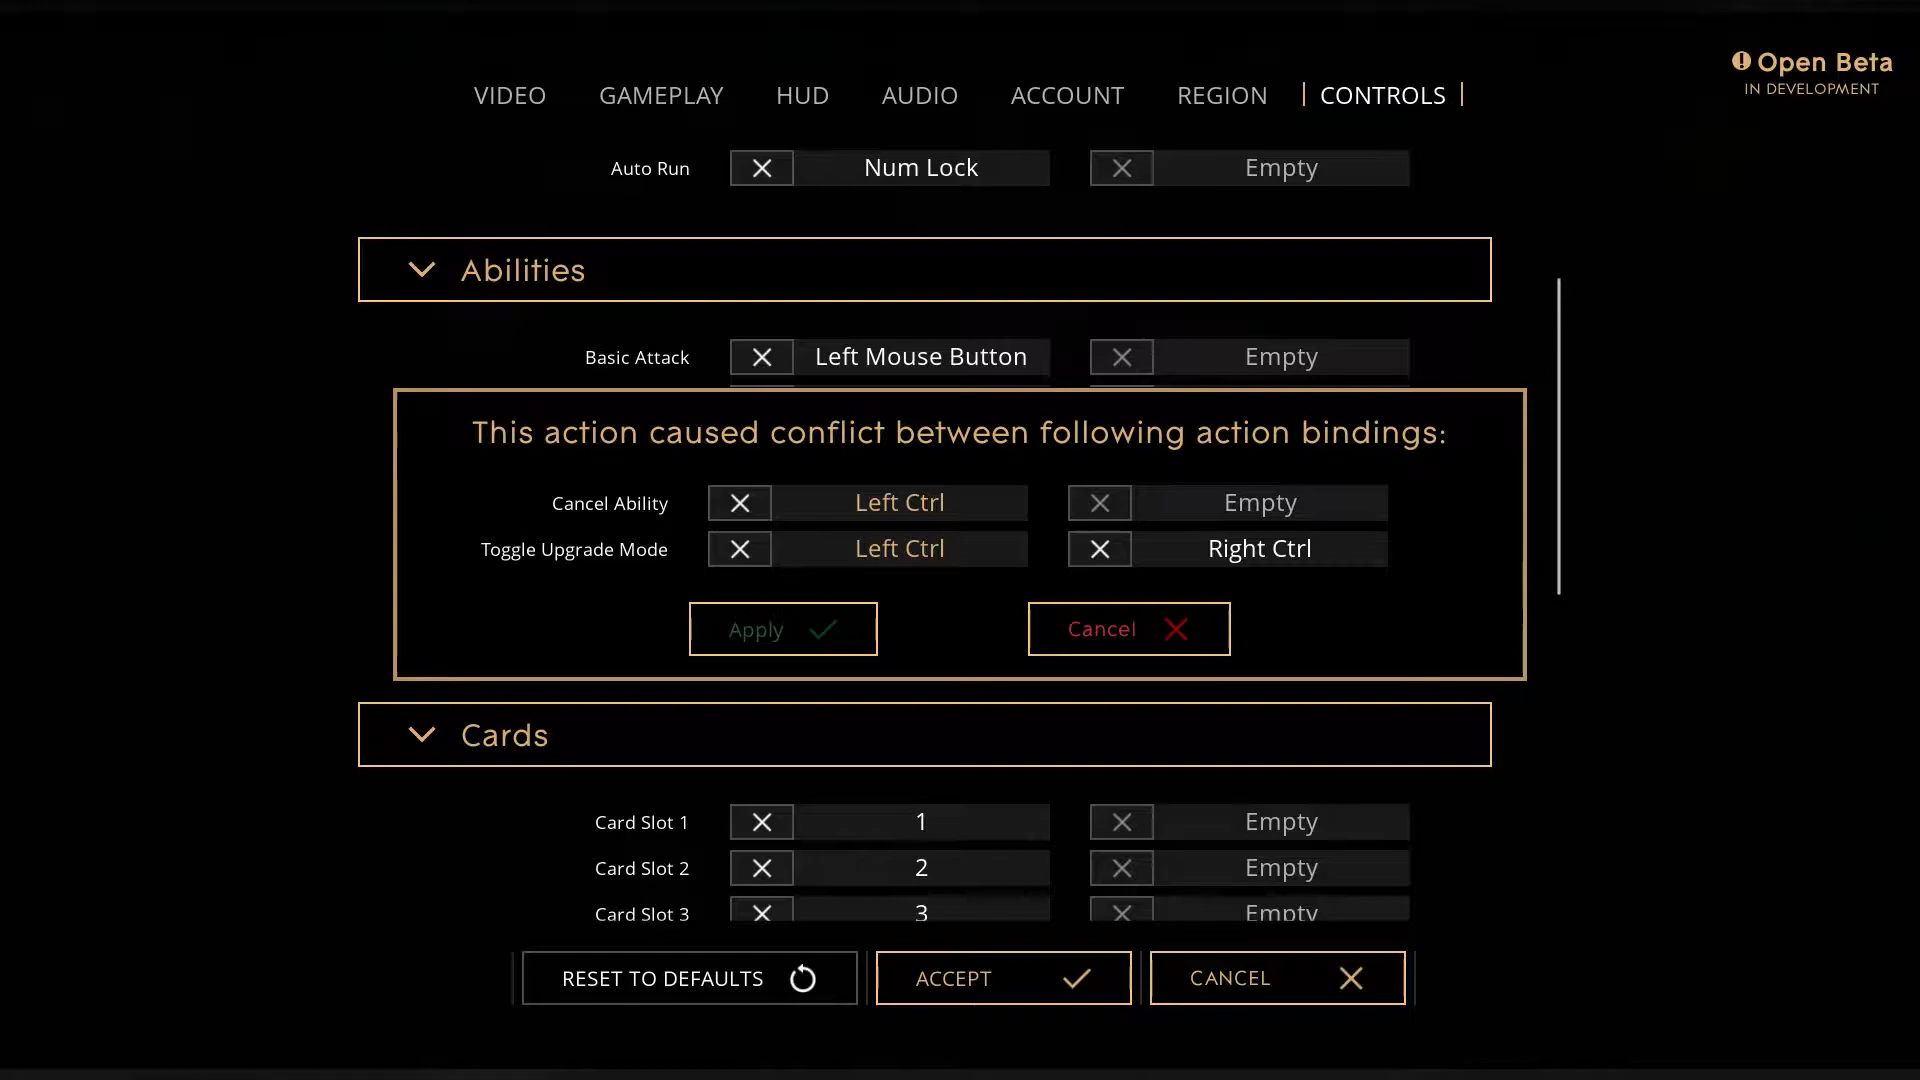 Open Beta
IN DEVELOPMENT
VIDEO GAMEPLAY HUD AUDIO ACCOUNT REGION CONTROLS
Auto Run Num Lock Empty
Abilities
Basic Attack Left Mouse Button Empty
This action caused conflict between following action bindings:
Cancel Ability Left Ctrl Empty
Toggle Upgrade Mode Left Ctrl Right Ctrl
Apply Cancel
Cards
Card Slot 1 1 Empty
Card Slot 2 2 Empty
Card Slot 3 3 Empty
RESET TO DEFAULTS ACCEPT CANCEL